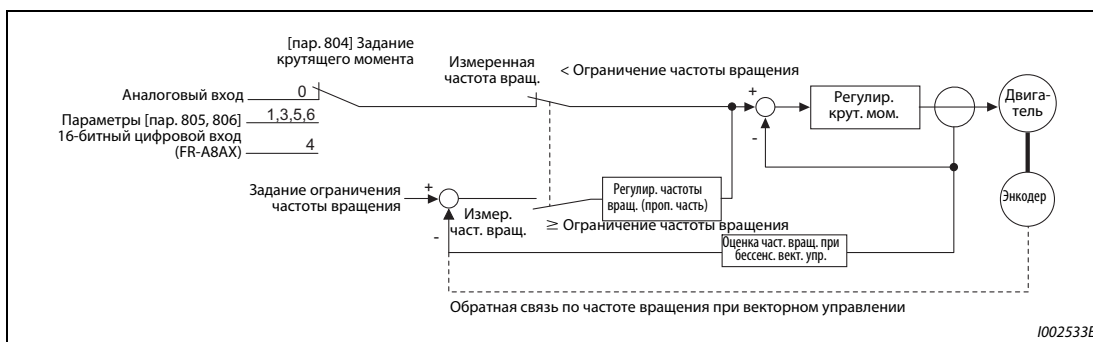 [пар. 804] Задание
крутящего момента
Измеренная
частота вращ.
< Ограничение частоты вращения
Аналоговый вход
0
Параметры [пар. 805, 806]
1,3,5,6
16-битный цифровой вход
(FR-A8AX)
4
+
-
Регулир.
крут. мом.
Двига-
тель
Задание ограничения
частоты вращения
+
-
Измер.
част. вращ.
Регулир. частоты
вращ. (проп. часть)
≥ Ограничение частоты вращения
Энкодер
Оценка част. вращ. при
бессенс. вект. упр.
Обратная связь по частоте вращения при векторном управлении
I002533E